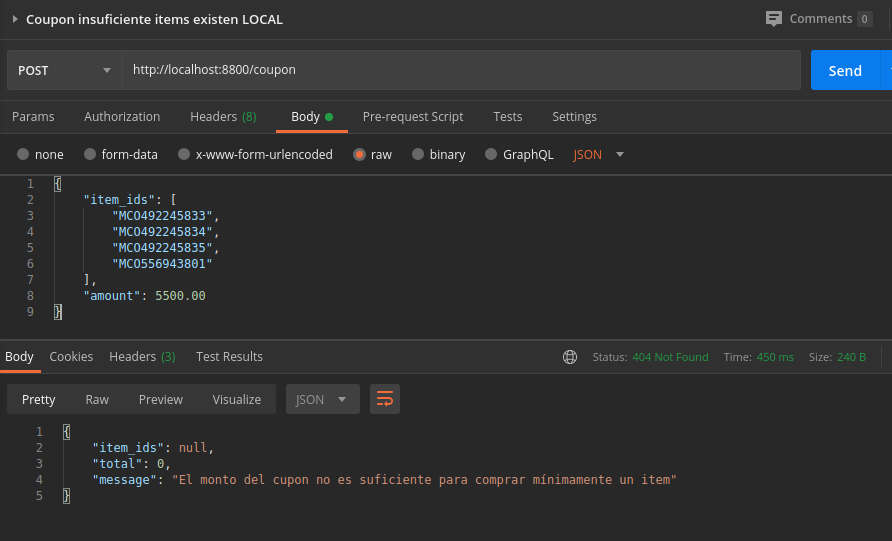 Coupon insuficiente items existen LOCAL
Comments 0
POST http://localhost:8800/coupon Send
Params Authorization Headers (8) Body Pre-request Script Tests Settings
none form-data x-www-form-urlencoded raw binary GraphQL JSON
1 {
2 "item_ids": [
3 "MCO492245833",
4 "MCO492245834",
5 "MCO492245835",
6 "MCO556943801"
7 ],
8 "amount": 5500.00
9 }
Body Cookies Headers (3) Test Results Status: 404 Not Found Time: 450 ms Size: 240 B
Pretty Raw Preview Visualize JSON
1 {
2 "item_ids": null,
3 "total": 0,
4 "message": "El monto del cupon no es suficiente para comprar mínimamente un item"
5 }